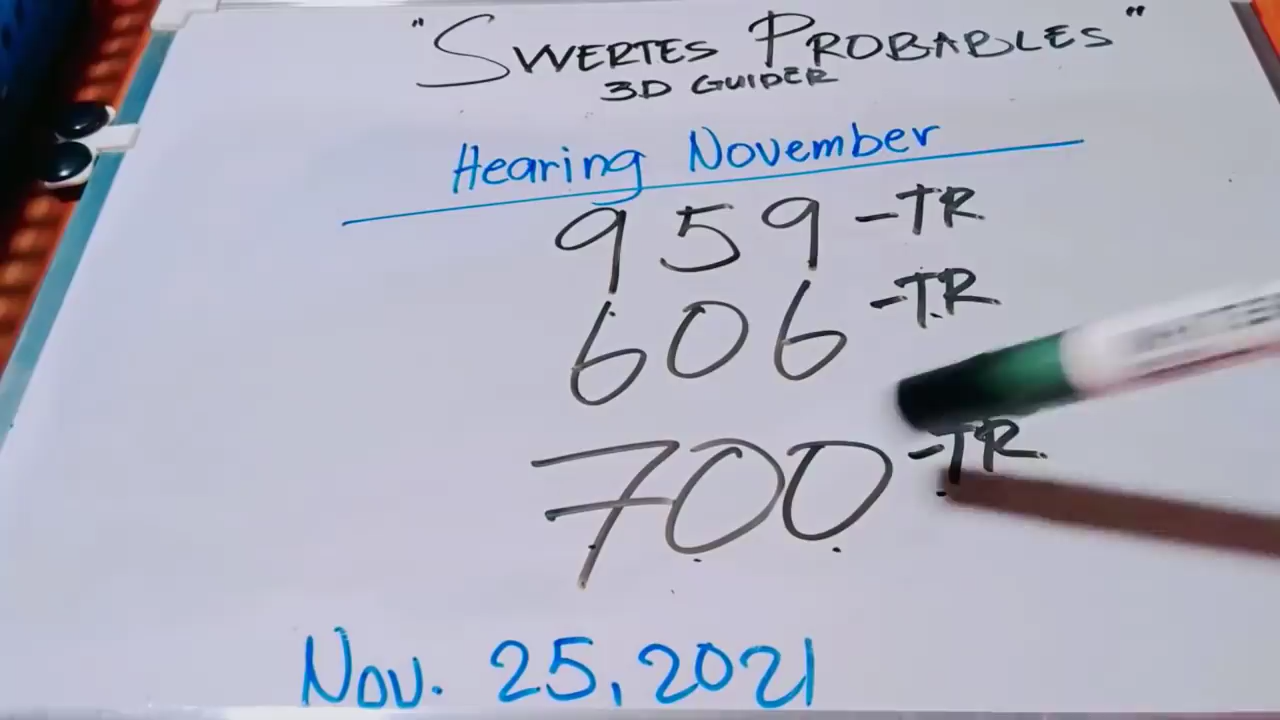 "SWERTES PROBABLES"
3D GUIDER
Hearing November
959 -TR
606 -TR
700 -TR.
Nov. 25, 2021